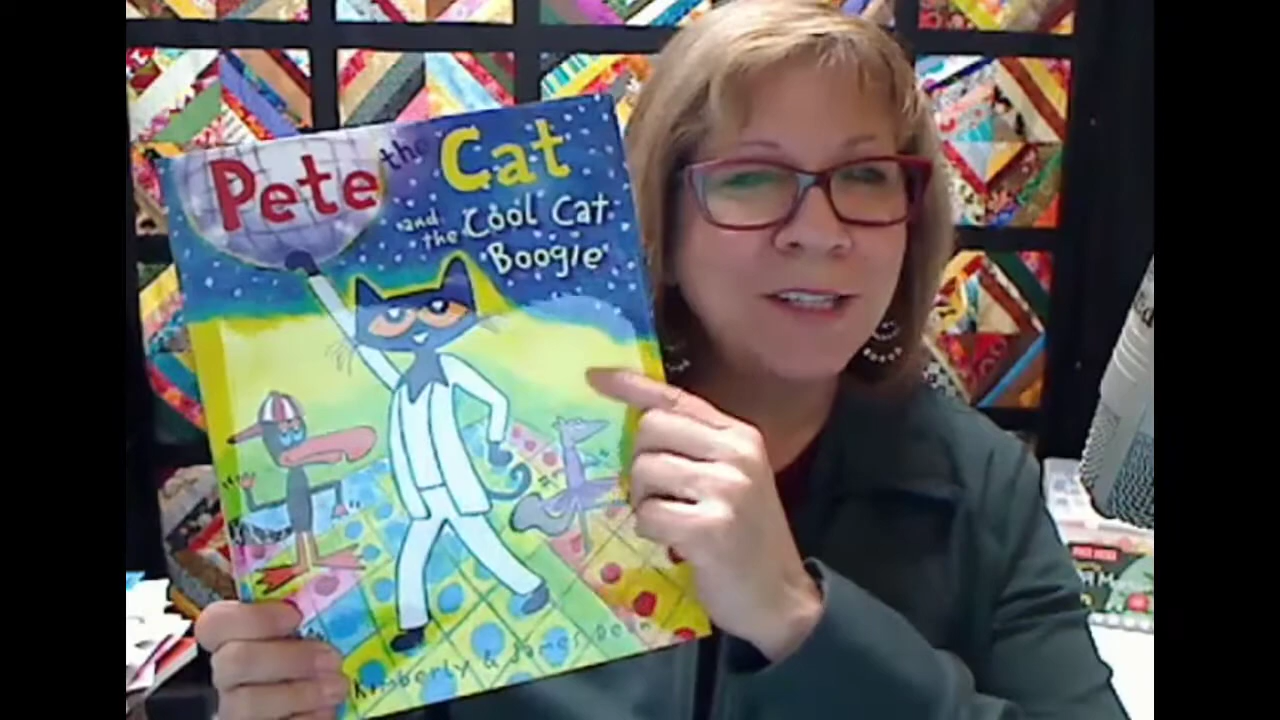 Pete the Cat
and the Cool Cat
Boogie
Kimberly & James Dean